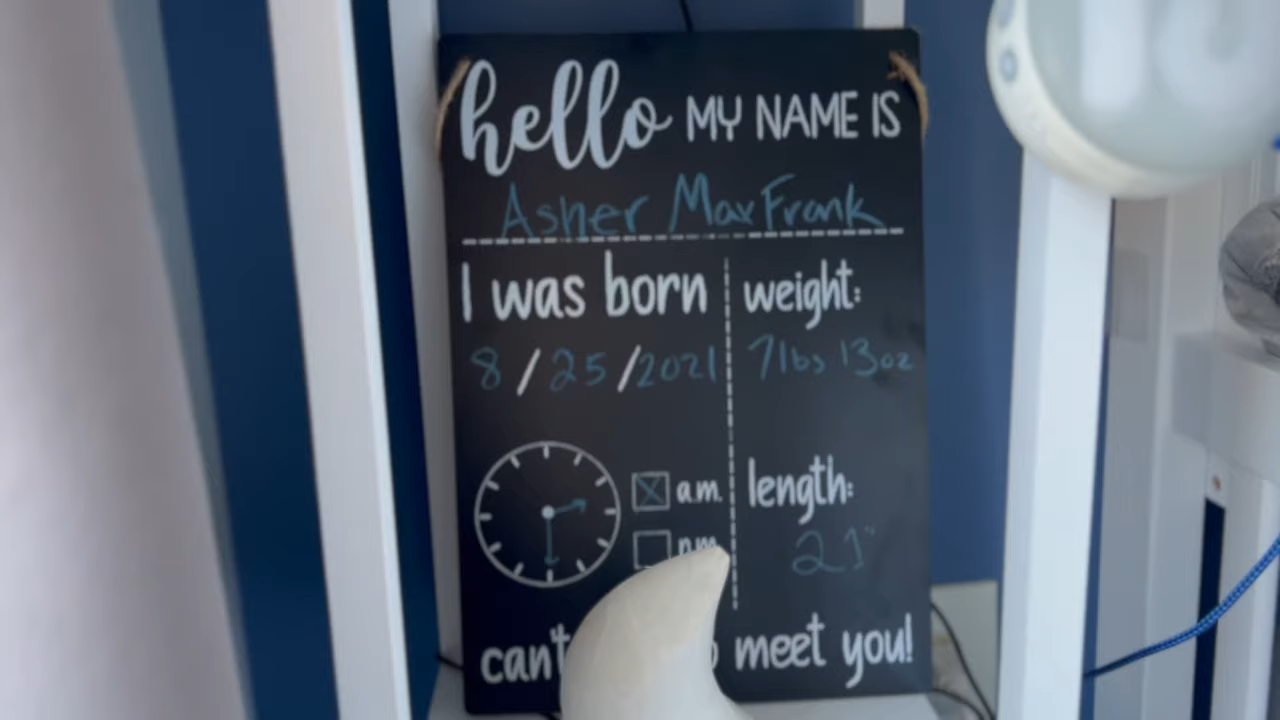 hello MY NAME IS
Asher Max Frank
I was born
8/25/2021
a.m.
p.m.
weight:
7lbs 13oz
length:
21"
can't meet you!